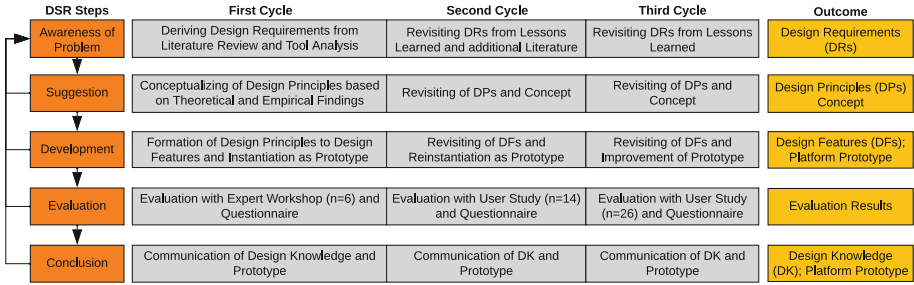 DSR Steps
First Cycle
Second Cycle
Third Cycle
Outcome
Awareness of
Problem
Deriving Design Requirements from
Literature Review and Tool Analysis
Revisiting DRs from Lessons
Learned and additional Literature
Revisiting DRs from Lessons
Learned
Design Requirements
(DRs)
Suggestion
Conceptualizing of Design Principles based
on Theoretical and Empirical Findings
Revisiting of DPs and Concept
Revisiting of DPs and
Concept
Design Principles (DPs)
Concept
Development
Formation of Design Principles to Design
Features and Instantiation as Prototype
Revisiting of DFs and
Reinstantiation as Prototype
Revisiting of DFs and
Improvement of Prototype
Design Features (DFs);
Platform Prototype
Evaluation
Evaluation with Expert Workshop (n=6) and
Questionnaire
Evaluation with User Study (n=14)
and Questionnaire
Evaluation with User Study
(n=26) and Questionnaire
Evaluation Results
Conclusion
Communication of Design Knowledge and
Prototype
Communication of DK and
Prototype
Communication of DK and
Prototype
Design Knowledge
(DK); Platform Prototype